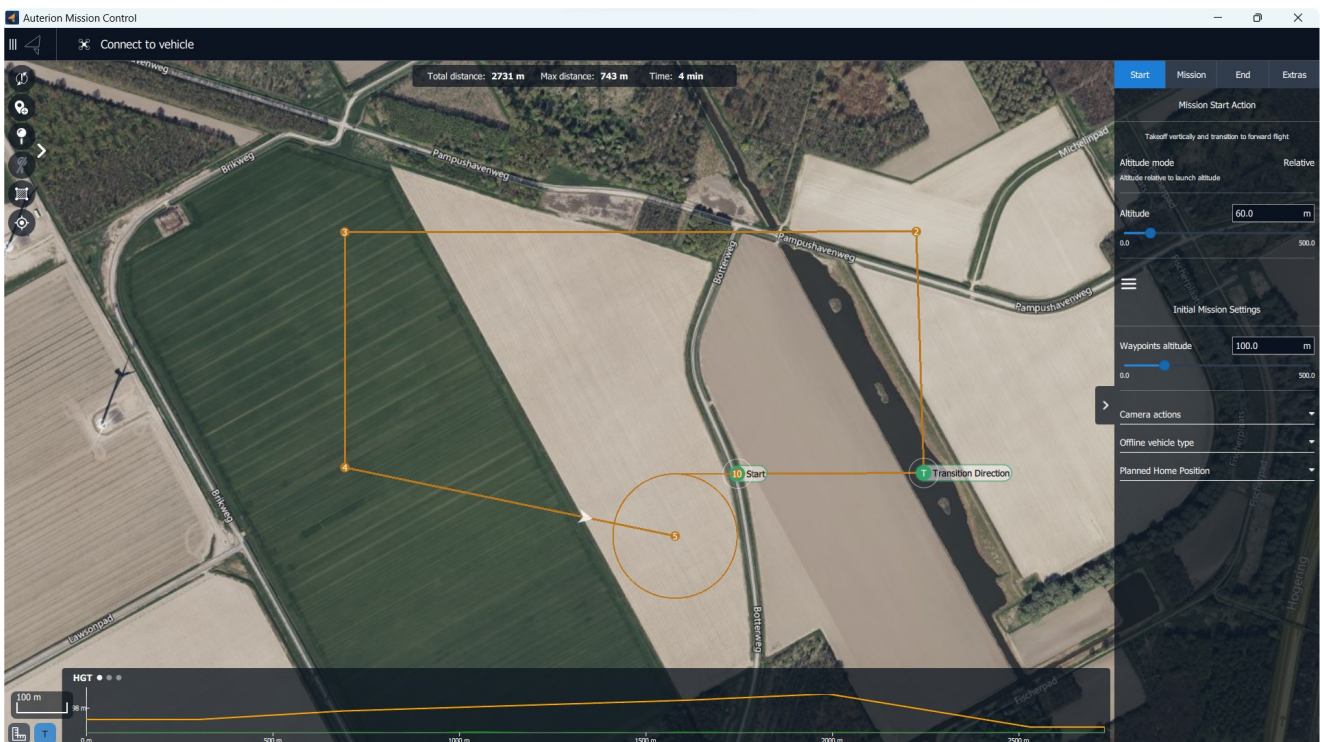 Auterion Mission Control
Connect to vehicle
Total distance: 2731 m Max distance: 743 m Time: 4 min
Start Mission End Extras
Mission Start Action
Takeoff vertically and transition to forward flight
Altitude mode Relative
Altitude relative to launch altitude
Altitude 60.0 m
0.0 500.0
Initial Mission Settings
Waypoints altitude 100.0 m
0.0 500.0
Camera actions
Offline vehicle type
Planned Home Position
Brikweg
Pampushavenweg
Michelinpad
3
2
Botterweg
Pampushavenweg
Pampushavenweg
4
10 Start
T Transition Direction
Brikweg
5
Botterweg
Lawsonpad
Fischerpad
Hogering
HGT
98 m
100 m
T
0 m 500 m 1000 m 1500 m 2000 m 2500 m